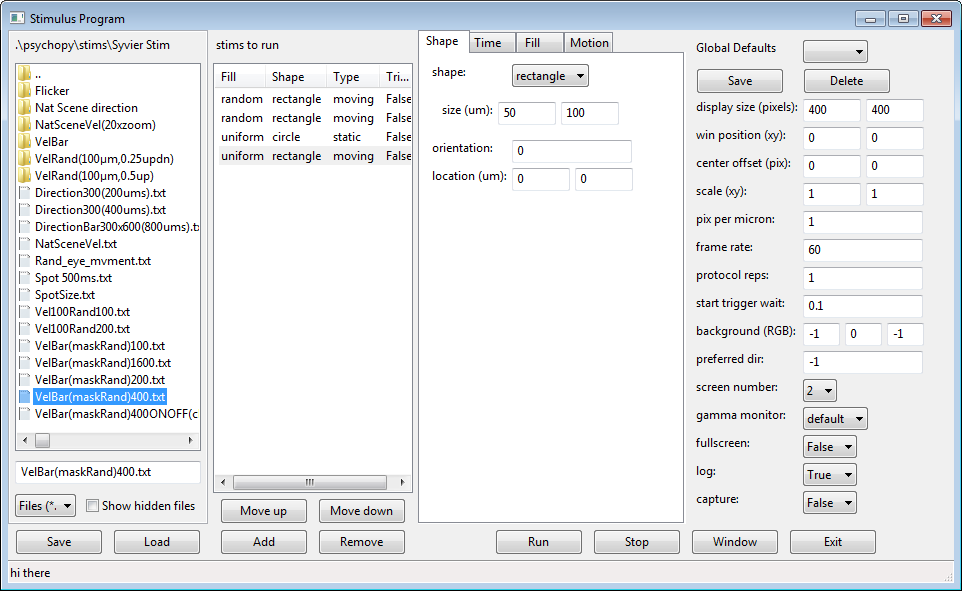 Stimulus Program
.\psychopy\stims\Syvier Stim
..
Flicker
Nat Scene direction
NatSceneVel(20xzoom)
VelBar
VelRand(100µm,0.25updn)
VelRand(100µm,0.5up)
Direction300(200ums).txt
Direction300(400ums).txt
DirectionBar300x600(800ums).t
NatSceneVel.txt
Rand_eye_mvment.txt
Spot 500ms.txt
SpotSize.txt
Vel100Rand100.txt
Vel100Rand200.txt
VelBar(maskRand)100.txt
VelBar(maskRand)1600.txt
VelBar(maskRand)200.txt
VelBar(maskRand)400.txt
VelBar(maskRand)400ONOFF(c
VelBar(maskRand)400.txt
Files (*. Show hidden files
Save Load
stims to run
Fill Shape Type Tri...
random rectangle moving False
random rectangle moving False
uniform circle static False
uniform rectangle moving False
Move up Move down
Add Remove
Shape Time Fill Motion
shape: rectangle
size (um): 50 100
orientation: 0
location (um): 0 0
Run Stop
Global Defaults
Save Delete
display size (pixels): 400 400
win position (xy): 0 0
center offset (pix): 0 0
scale (xy): 1 1
pix per micron: 1
frame rate: 60
protocol reps: 1
start trigger wait: 0.1
background (RGB): -1 0 -1
preferred dir: -1
screen number: 2
gamma monitor: default
fullscreen: False
log: True
capture: False
Window Exit
hi there